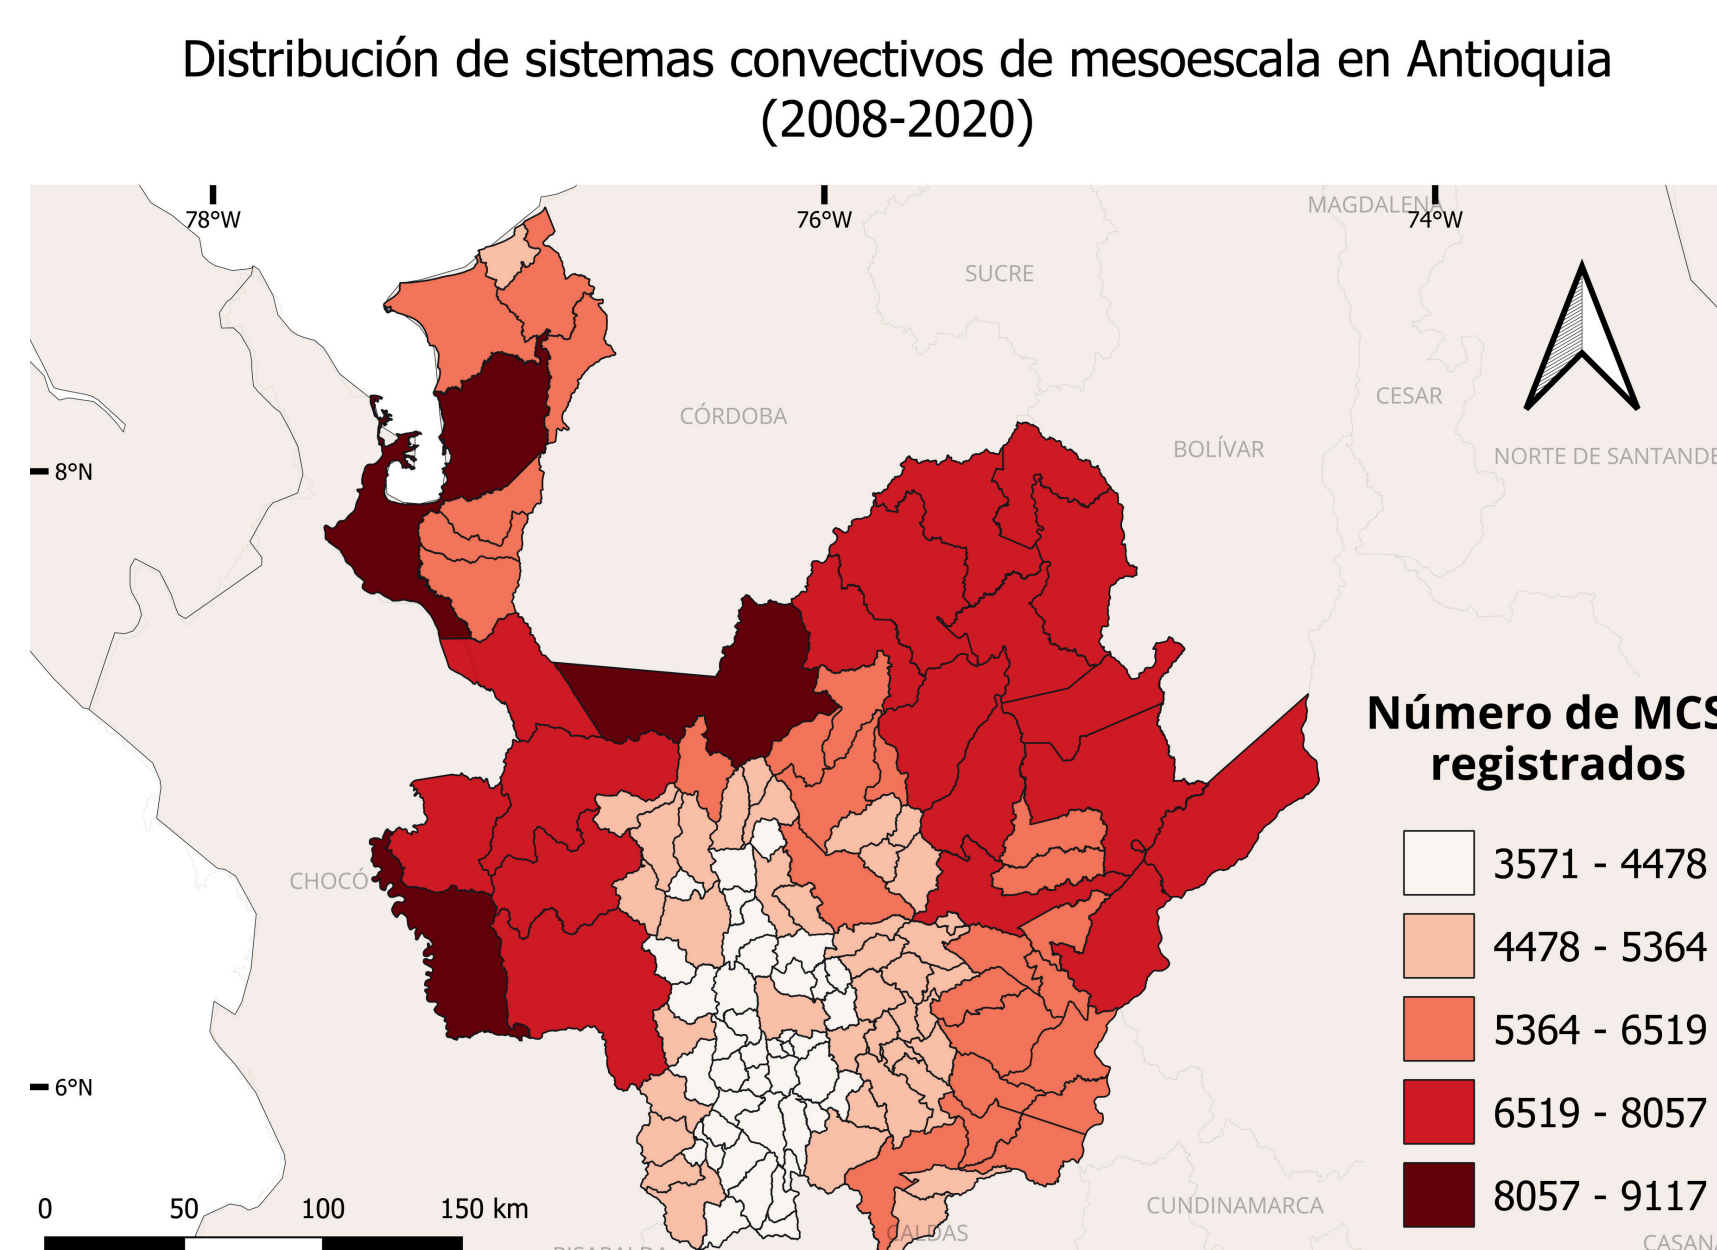 Distribución de sistemas convectivos de mesoescala en Antioquia
(2008-2020)
78°W
76°W
74°W
MAGDALENA
SUCRE
CESAR
CÓRDOBA
BOLÍVAR
NORTE DE SANTANDE
8°N
Número de MCS
registrados
3571 - 4478
CHOCÓ
4478 - 5364
5364 - 6519
6°N
6519 - 8057
8057 - 9117
0 50 100 150 km
CUNDINAMARCA
CALDAS
RISARALDA
CASANA